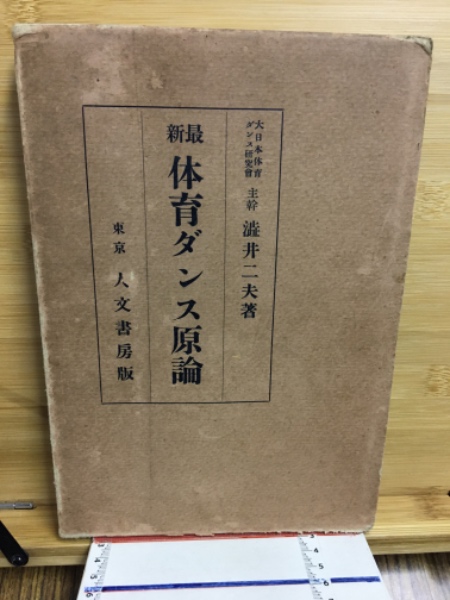 大日本体育
ダンス研究會
主幹 澁井二夫著
最新
体育ダンス原論
東京 人文書房版